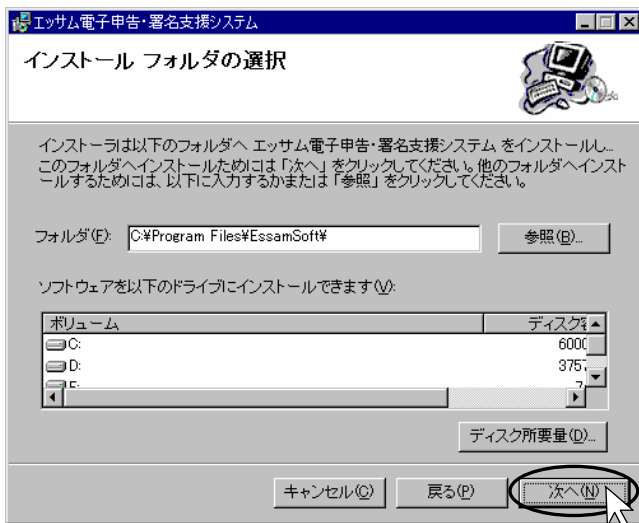 エッサム電子申告・署名支援システム
インストール フォルダの選択
インストーラは以下のフォルダへ エッサム電子申告・署名支援システム をインストールし...
このフォルダへインストールためには「次へ」をクリックしてください。他のフォルダへインスト
ールするためには、以下に入力するかまたは「参照」をクリックしてください。
フォルダ(F): C:¥Program Files¥EssamSoft¥ 参照(B)...
ソフトウェアを以下のドライブにインストールできます(V):
ボリューム ディスク
C: 6000
D: 3757
ディスク所要量(D)...
キャンセル(C) 戻る(P) 次へ(N)